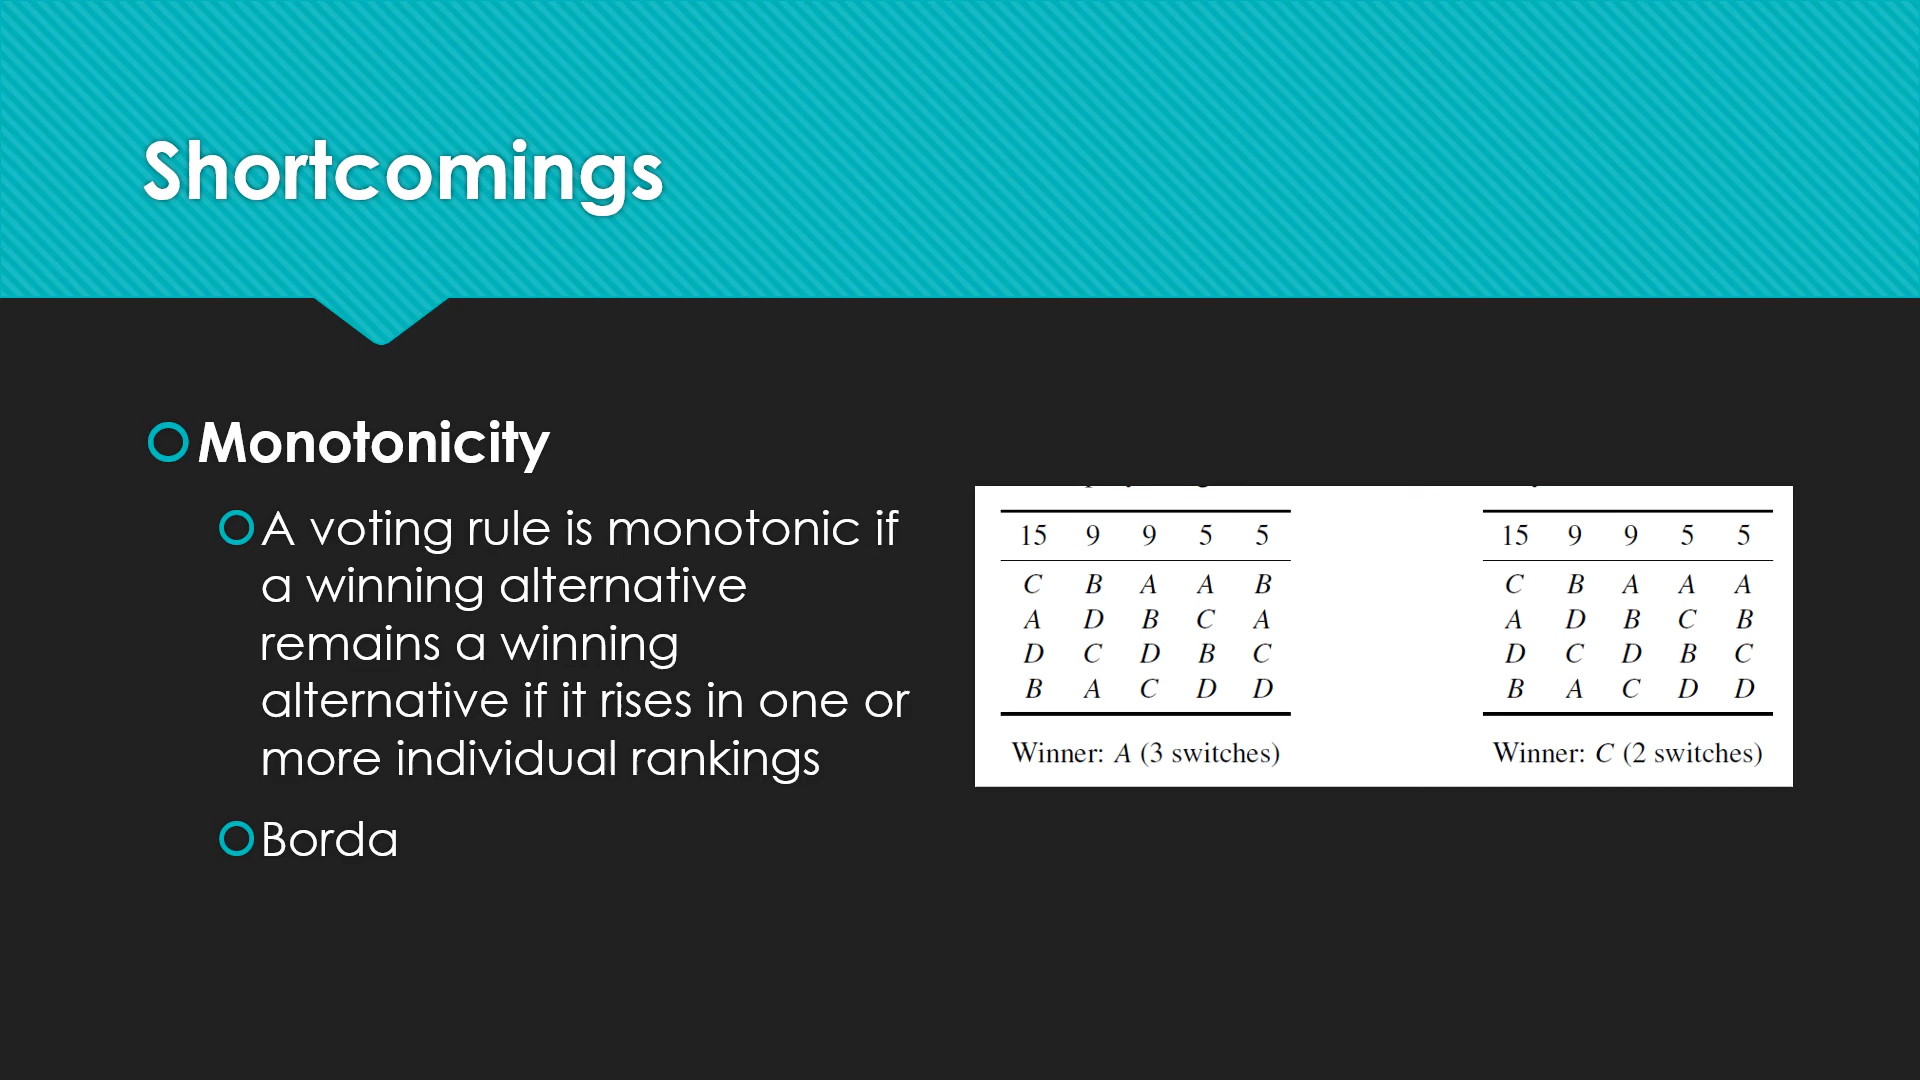 Shortcomings
Monotonicity
A voting rule is monotonic if
a winning alternative
remains a winning
alternative if it rises in one or
more individual rankings
Borda
15 9 9 5 5
C B A A B
A D B C A
D C D B C
B A C D D
Winner: A (3 switches)
15 9 9 5 5
C B A A A
A D B C B
D C D B C
B A C D D
Winner: C (2 switches)